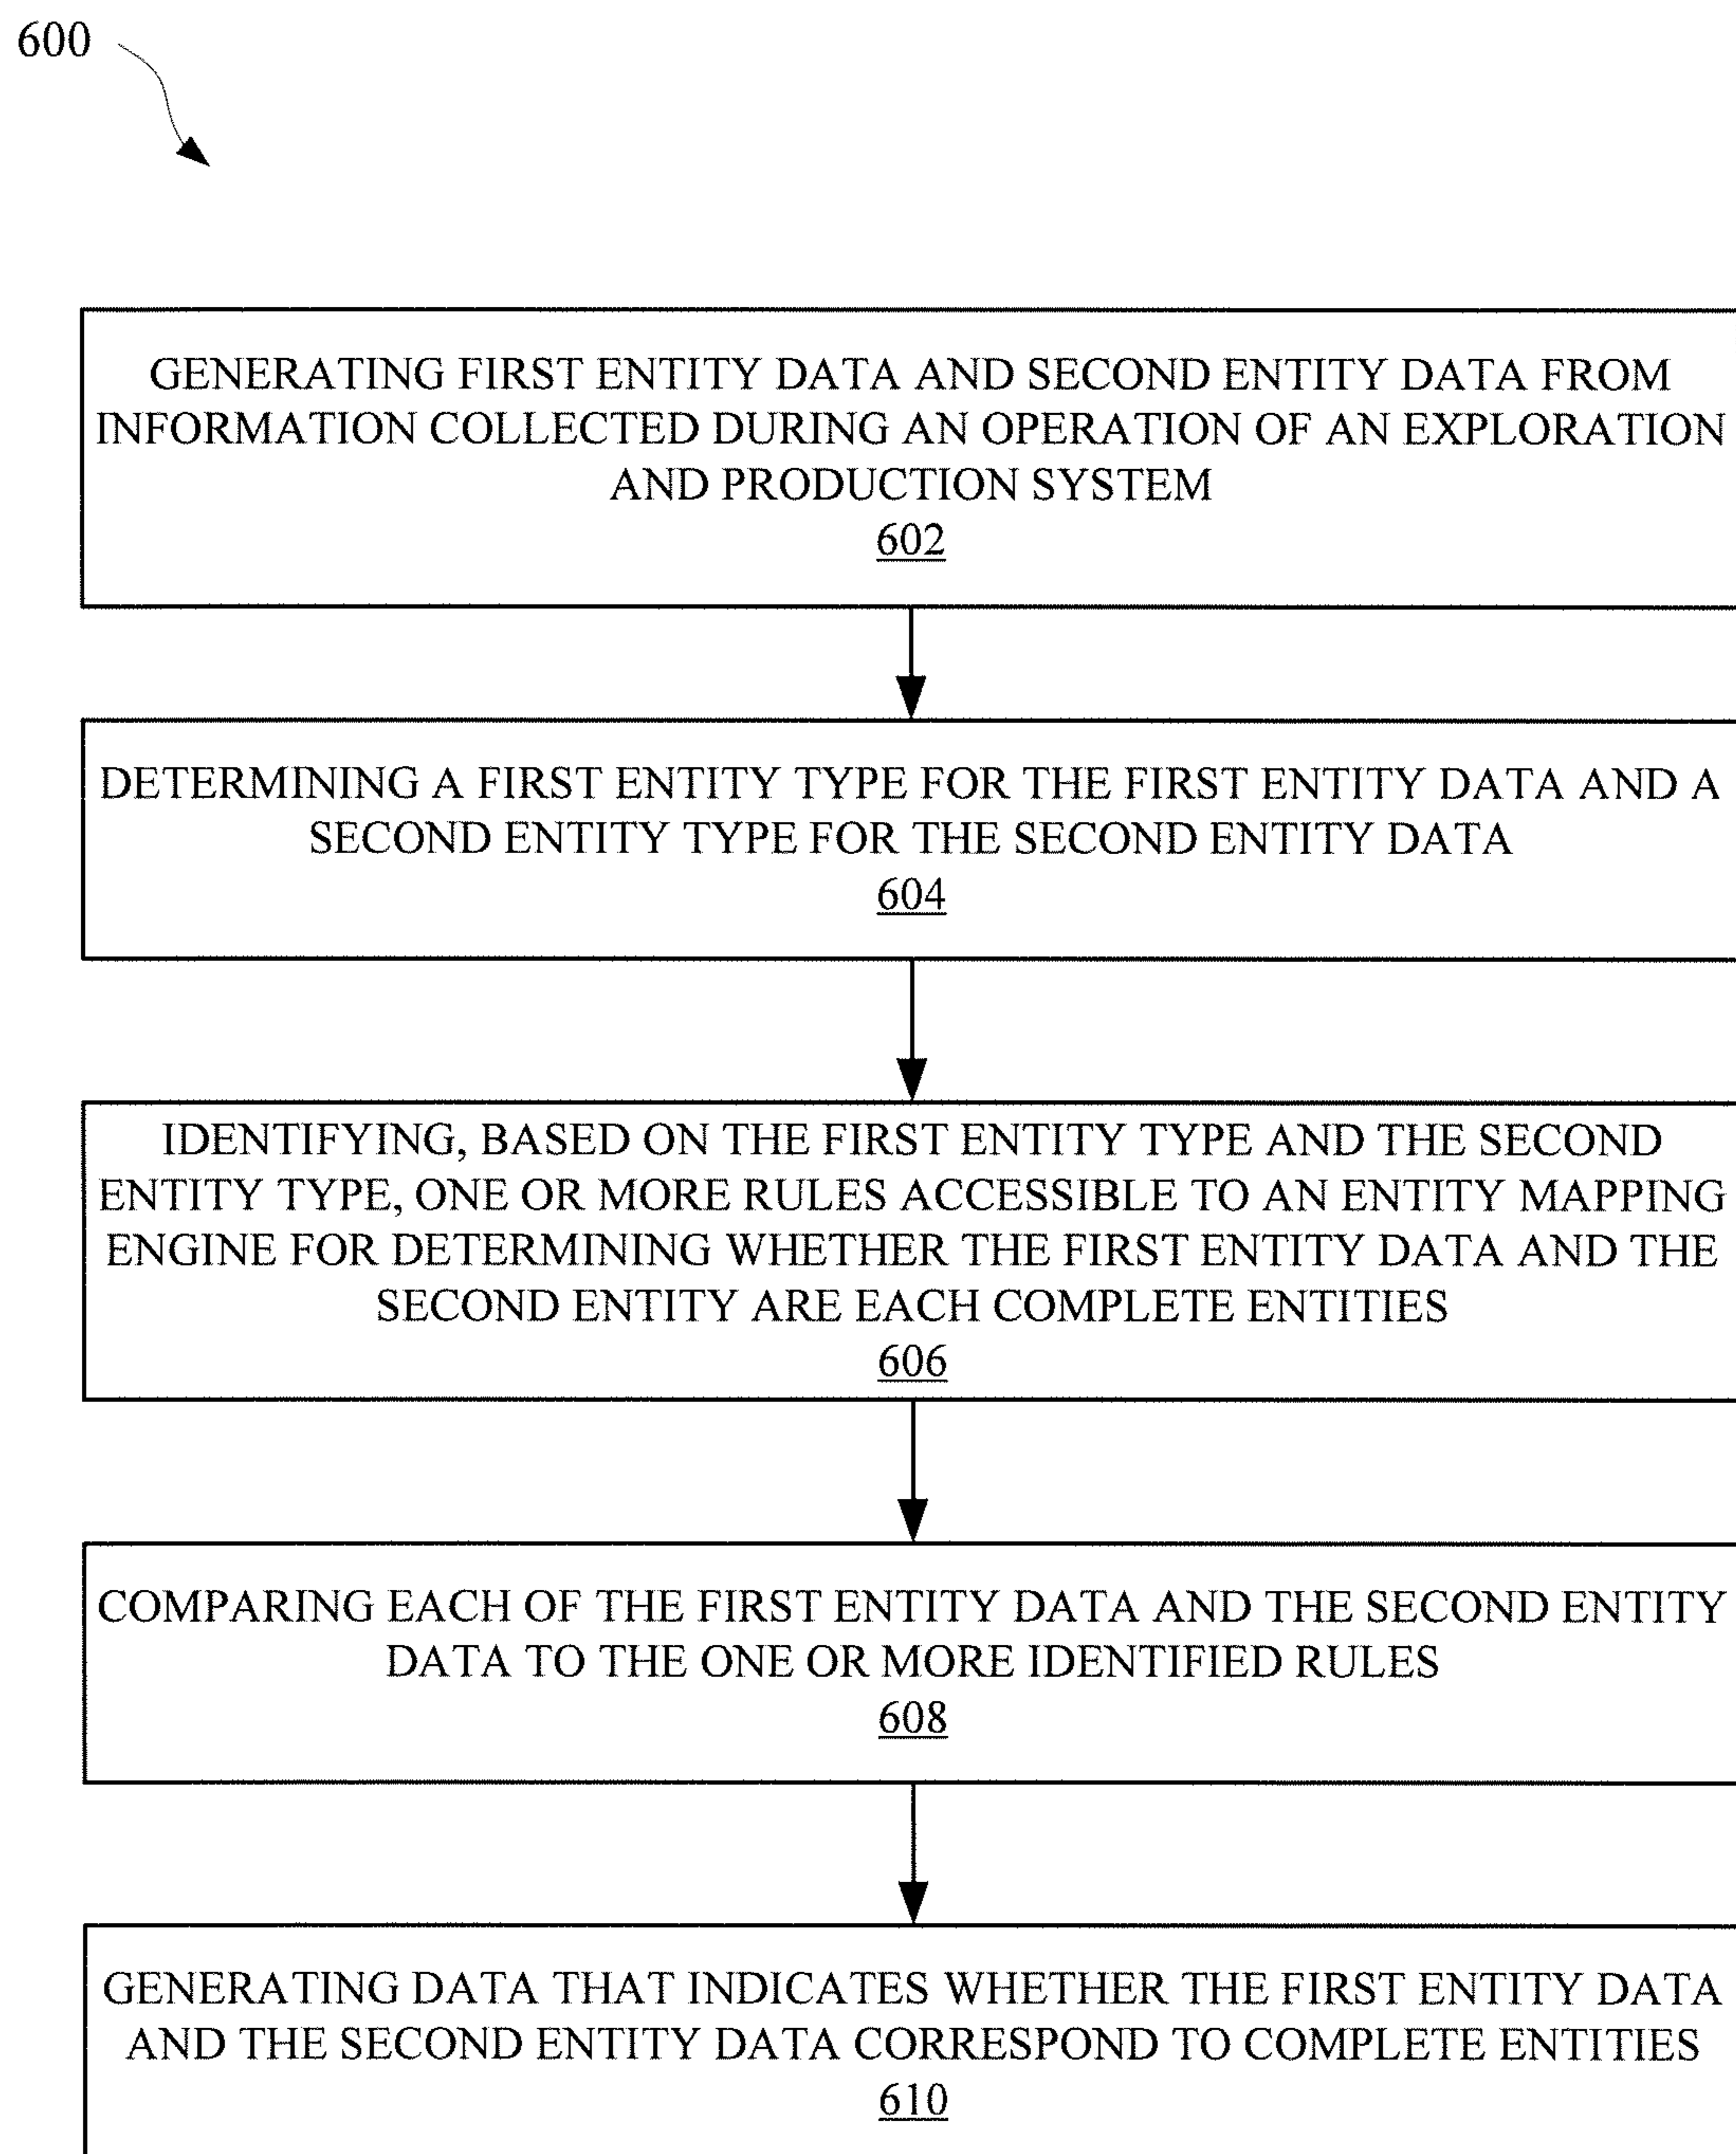 600
GENERATING FIRST ENTITY DATA AND SECOND ENTITY DATA FROM
INFORMATION COLLECTED DURING AN OPERATION OF AN EXPLORATION
AND PRODUCTION SYSTEM
602
DETERMINING A FIRST ENTITY TYPE FOR THE FIRST ENTITY DATA AND A
SECOND ENTITY TYPE FOR THE SECOND ENTITY DATA
604
IDENTIFYING, BASED ON THE FIRST ENTITY TYPE AND THE SECOND
ENTITY TYPE, ONE OR MORE RULES ACCESSIBLE TO AN ENTITY MAPPING
ENGINE FOR DETERMINING WHETHER THE FIRST ENTITY DATA AND THE
SECOND ENTITY ARE EACH COMPLETE ENTITIES
606
COMPARING EACH OF THE FIRST ENTITY DATA AND THE SECOND ENTITY
DATA TO THE ONE OR MORE IDENTIFIED RULES
608
GENERATING DATA THAT INDICATES WHETHER THE FIRST ENTITY DATA
AND THE SECOND ENTITY DATA CORRESPOND TO COMPLETE ENTITIES
610